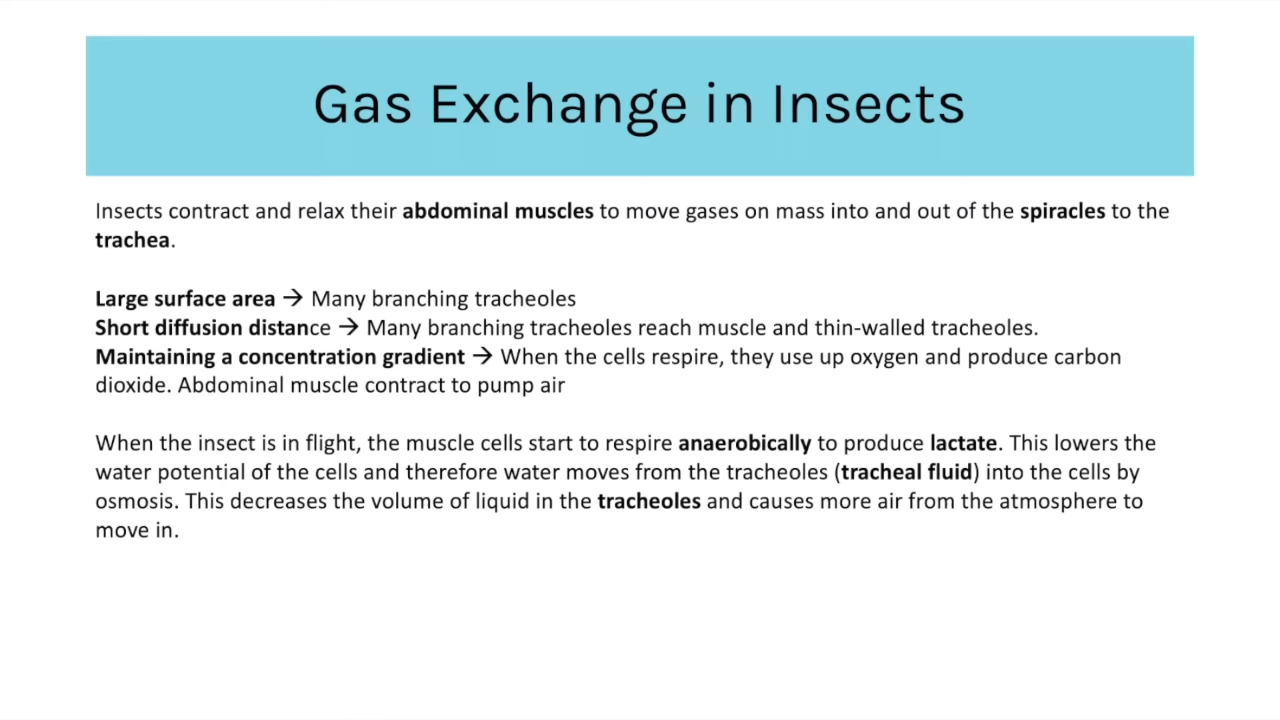 Gas Exchange in Insects
Insects contract and relax their abdominal muscles to move gases on mass into and out of the spiracles to the
trachea.
Large surface area → Many branching tracheoles
Short diffusion distance → Many branching tracheoles reach muscle and thin-walled tracheoles.
Maintaining a concentration gradient → When the cells respire, they use up oxygen and produce carbon
dioxide. Abdominal muscle contract to pump air
When the insect is in flight, the muscle cells start to respire anaerobically to produce lactate. This lowers the
water potential of the cells and therefore water moves from the tracheoles (tracheal fluid) into the cells by
osmosis. This decreases the volume of liquid in the tracheoles and causes more air from the atmosphere to
move in.